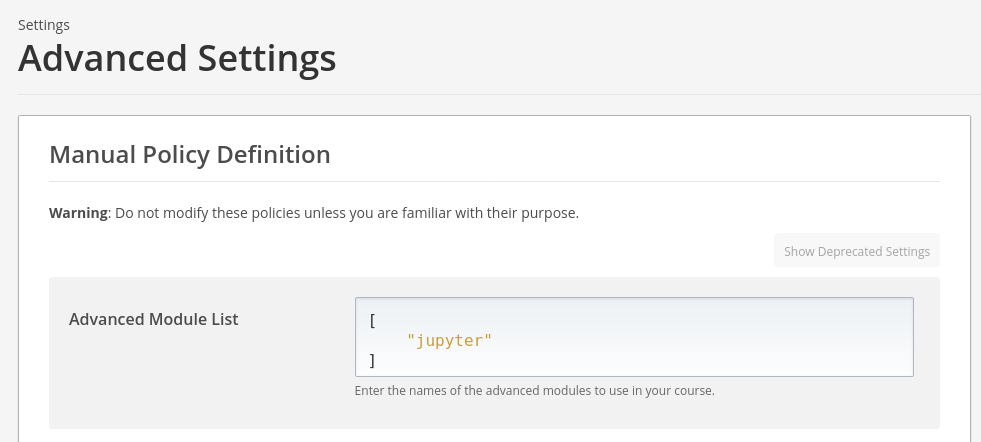 Settings
Advanced Settings
Manual Policy Definition
Warning: Do not modify these policies unless you are familiar with their purpose.
Show Deprecated Settings
Advanced Module List
[
"jupyter"
]
Enter the names of the advanced modules to use in your course.